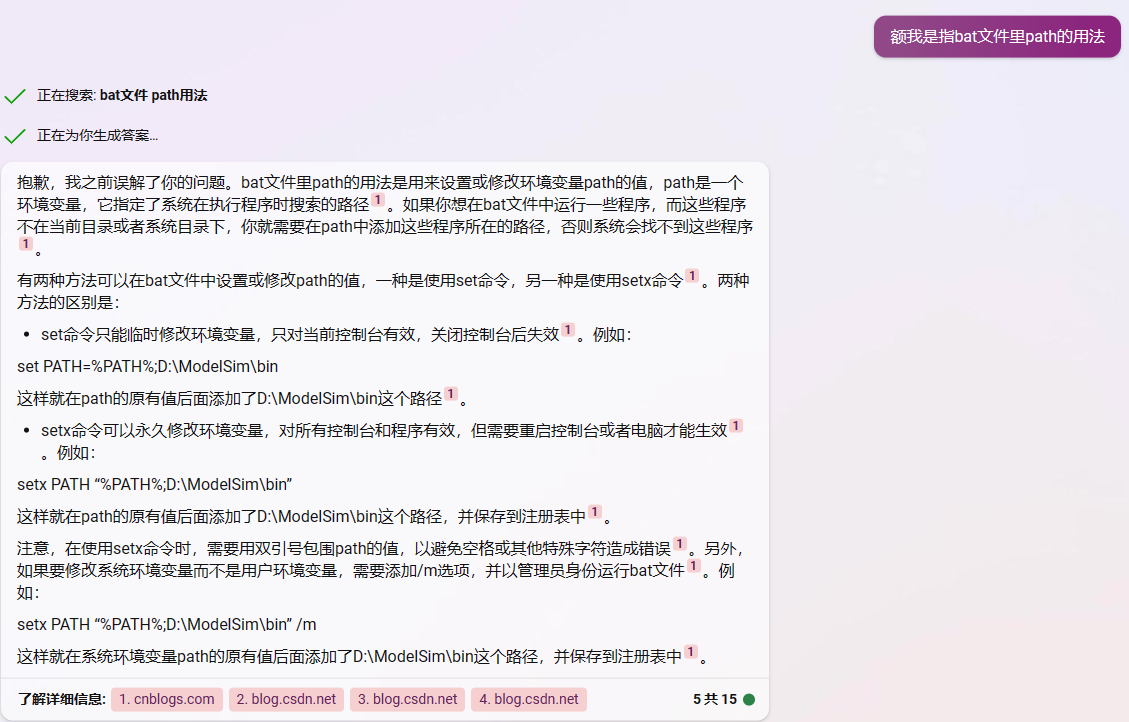 额我是指bat文件里path的用法
正在搜索: bat文件 path用法
正在为你生成答案...
抱歉，我之前误解了你的问题。bat文件里path的用法是用来设置或修改环境变量path的值，path是一个
环境变量，它指定了系统在执行程序时搜索的路径 1 。如果你想在bat文件中运行一些程序，而这些程序
不在当前目录或者系统目录下，你就需要在path中添加这些程序所在的路径，否则系统会找不到这些程序
1 。
有两种方法可以在bat文件中设置或修改path的值，一种是使用set命令，另一种是使用setx命令 1 。两种
方法的区别是：
• set命令只能临时修改环境变量，只对当前控制台有效，关闭控制台后失效 1 。例如：
set PATH=%PATH%;D:\ModelSim\bin
这样就在path的原有值后面添加了D:\ModelSim\bin这个路径 1 。
• setx命令可以永久修改环境变量，对所有控制台和程序有效，但需要重启控制台或者电脑才能生效 1
。例如：
setx PATH “%PATH%;D:\ModelSim\bin”
这样就在path的原有值后面添加了D:\ModelSim\bin这个路径，并保存到注册表中 1 。
注意，在使用setx命令时，需要用双引号包围path的值，以避免空格或其他特殊字符造成错误 1 。另外，
如果要修改系统环境变量而不是用户环境变量，需要添加/m选项，并以管理员身份运行bat文件 1 。例
如：
setx PATH “%PATH%;D:\ModelSim\bin” /m
这样就在系统环境变量path的原有值后面添加了D:\ModelSim\bin这个路径，并保存到注册表中 1 。
了解详细信息: 1. cnblogs.com 2. blog.csdn.net 3. blog.csdn.net 4. blog.csdn.net 5 共 15